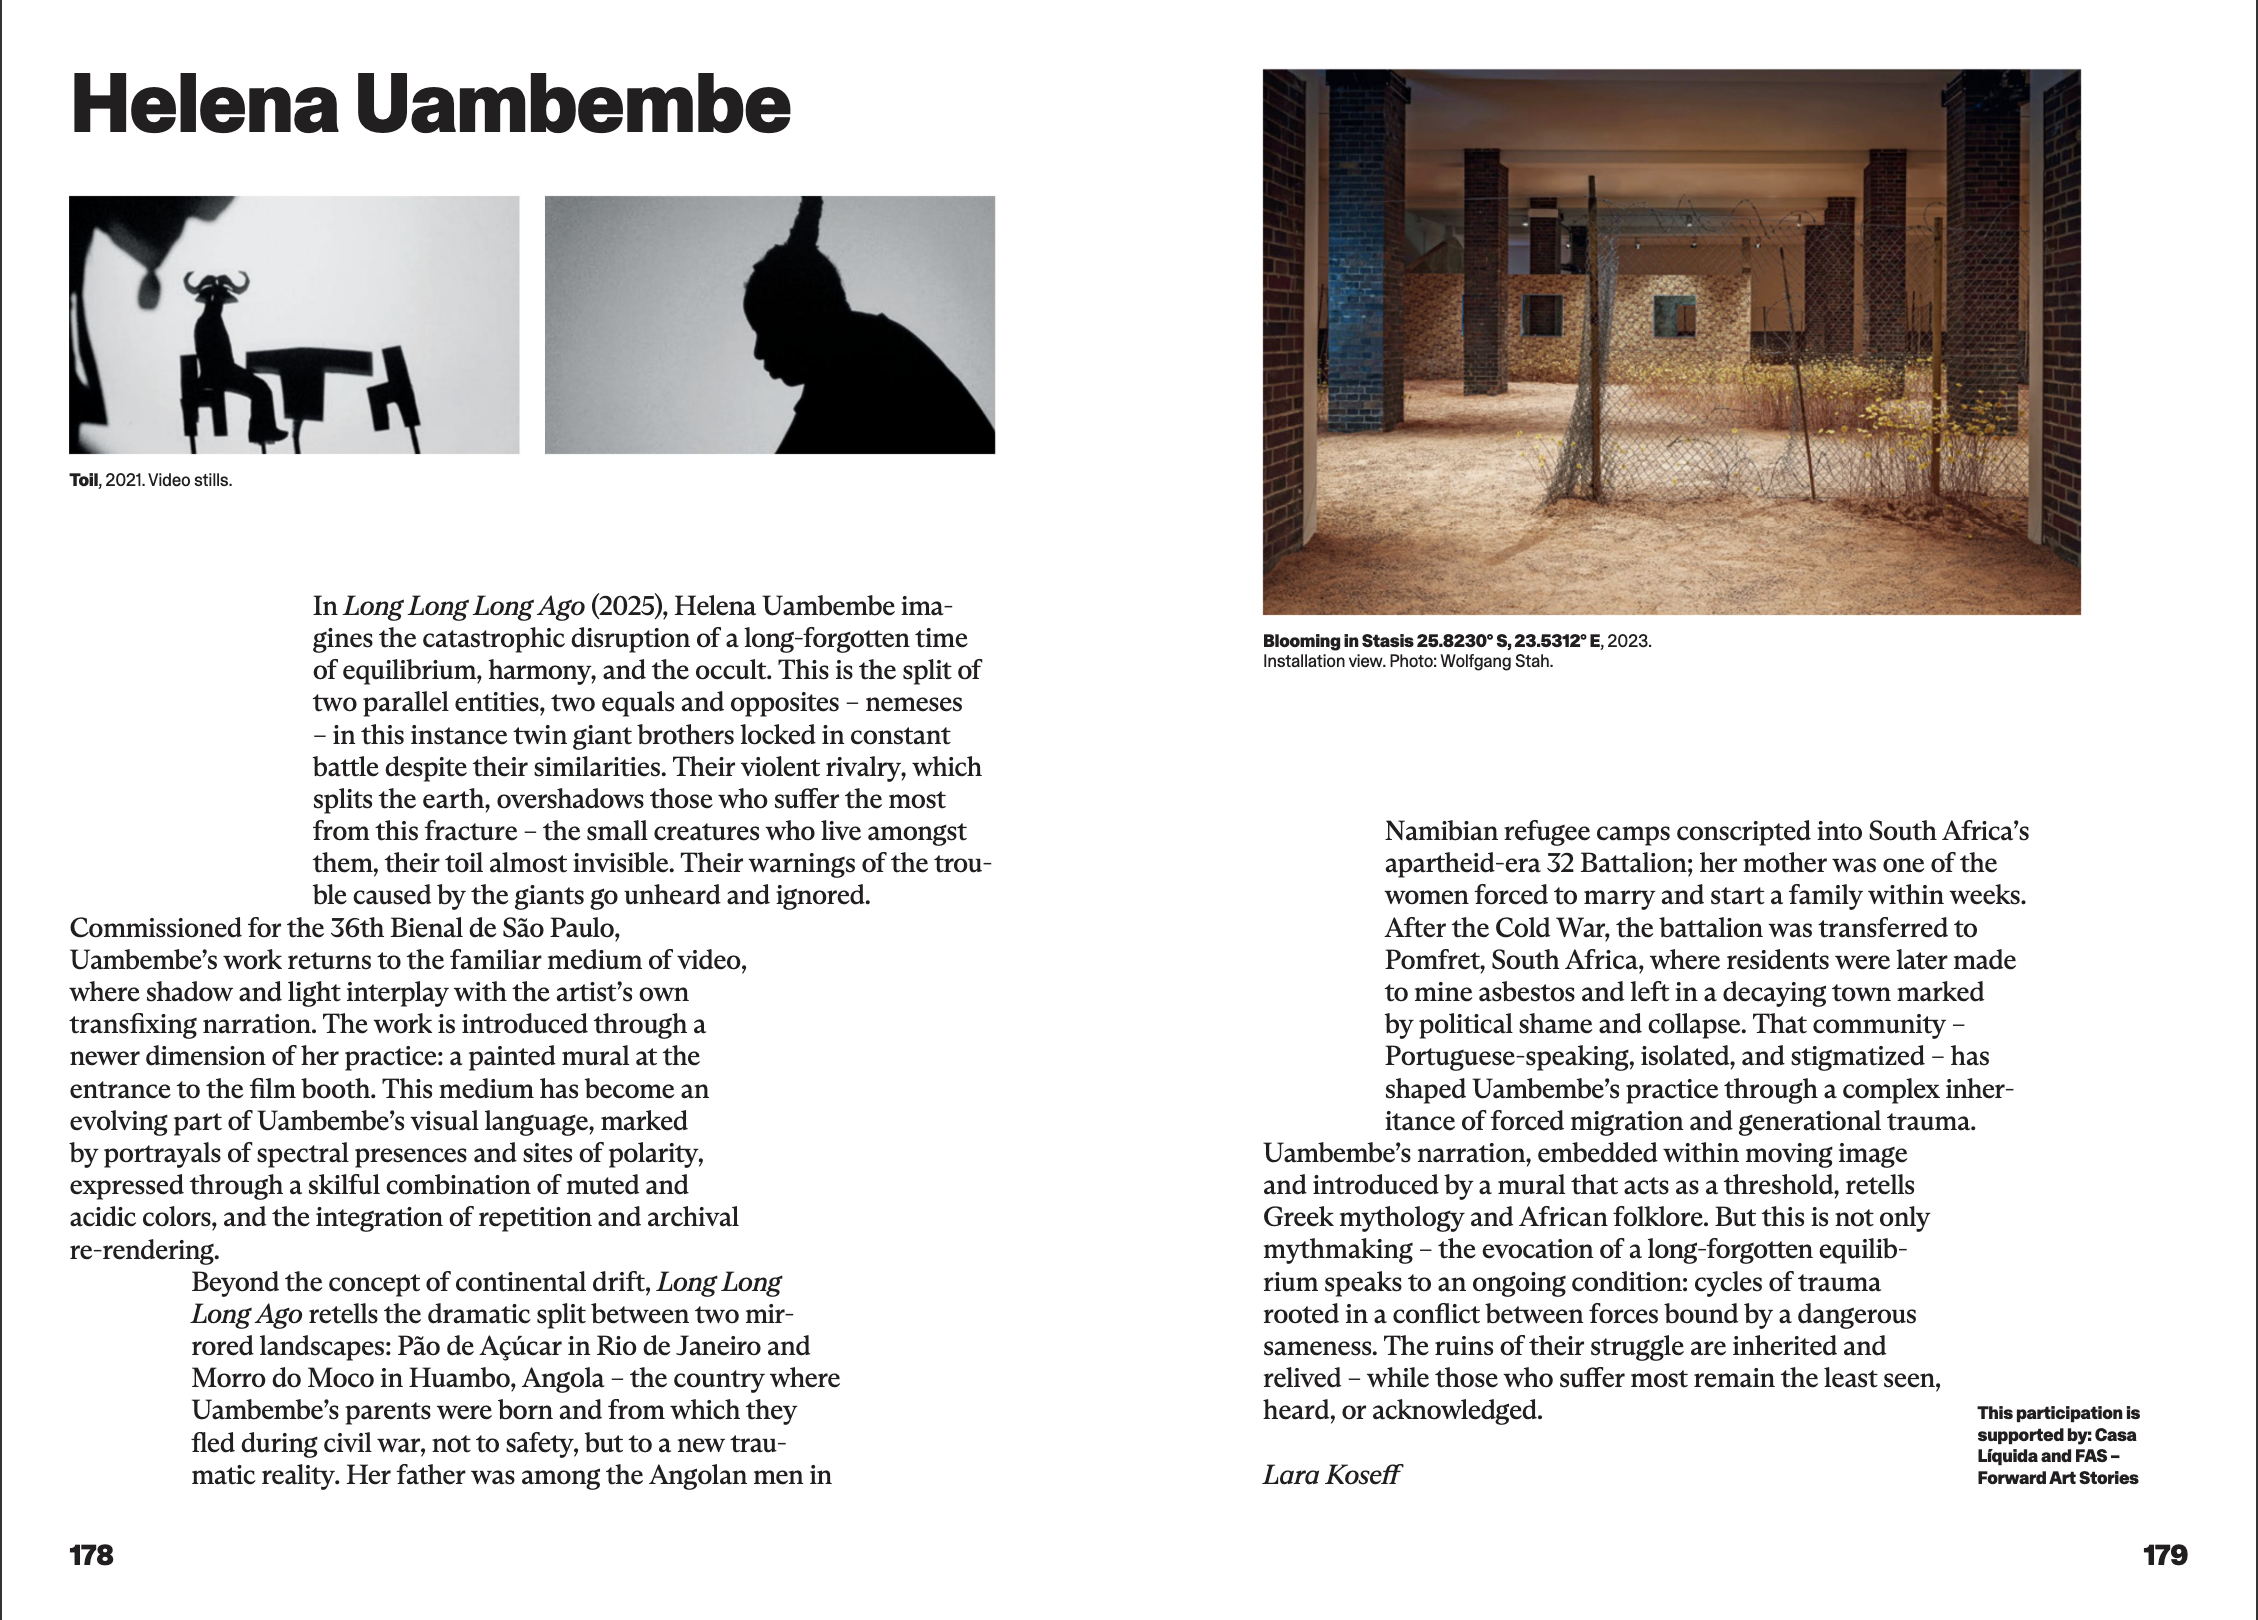 Helena Uambembe
Toil, 2021. Video stills.
In Long Long Long Ago (2025), Helena Uambembe ima-
gines the catastrophic disruption of a long-forgotten time
of equilibrium, harmony, and the occult. This is the split of
two parallel entities, two equals and opposites – nemeses
– in this instance twin giant brothers locked in constant
battle despite their similarities. Their violent rivalry, which
splits the earth, overshadows those who suffer the most
from this fracture – the small creatures who live amongst
them, their toil almost invisible. Their warnings of the trou-
ble caused by the giants go unheard and ignored.
Commissioned for the 36th Bienal de São Paulo,
Uambembe’s work returns to the familiar medium of video,
where shadow and light interplay with the artist’s own
transfixing narration. The work is introduced through a
newer dimension of her practice: a painted mural at the
entrance to the film booth. This medium has become an
evolving part of Uambembe’s visual language, marked
by portrayals of spectral presences and sites of polarity,
expressed through a skilful combination of muted and
acidic colors, and the integration of repetition and archival
re-rendering.
Beyond the concept of continental drift, Long Long
Long Ago retells the dramatic split between two mir-
rored landscapes: Pão de Açúcar in Rio de Janeiro and
Morro do Moco in Huambo, Angola – the country where
Uambembe’s parents were born and from which they
fled during civil war, not to safety, but to a new trau-
matic reality. Her father was among the Angolan men in
178
Blooming in Stasis 25.8230° S, 23.5312° E, 2023.
Installation view. Photo: Wolfgang Stah.
Namibian refugee camps conscripted into South Africa’s
apartheid-era 32 Battalion; her mother was one of the
women forced to marry and start a family within weeks.
After the Cold War, the battalion was transferred to
Pomfret, South Africa, where residents were later made
to mine asbestos and left in a decaying town marked
by political shame and collapse. That community –
Portuguese-speaking, isolated, and stigmatized – has
shaped Uambembe’s practice through a complex inher-
itance of forced migration and generational trauma.
Uambembe’s narration, embedded within moving image
and introduced by a mural that acts as a threshold, retells
Greek mythology and African folklore. But this is not only
mythmaking – the evocation of a long-forgotten equilib-
rium speaks to an ongoing condition: cycles of trauma
rooted in a conflict between forces bound by a dangerous
sameness. The ruins of their struggle are inherited and
relived – while those who suffer most remain the least seen,
heard, or acknowledged.
Lara Koseff
This participation is
supported by: Casa
Líquida and FAS –
Forward Art Stories
179